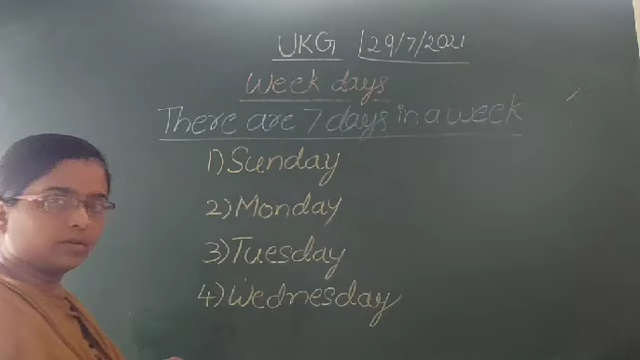 UKG 29/7/2021
Week days
There are 7 days in a week
1) Sunday
2) Monday
3) Tuesday
4) Wednesday